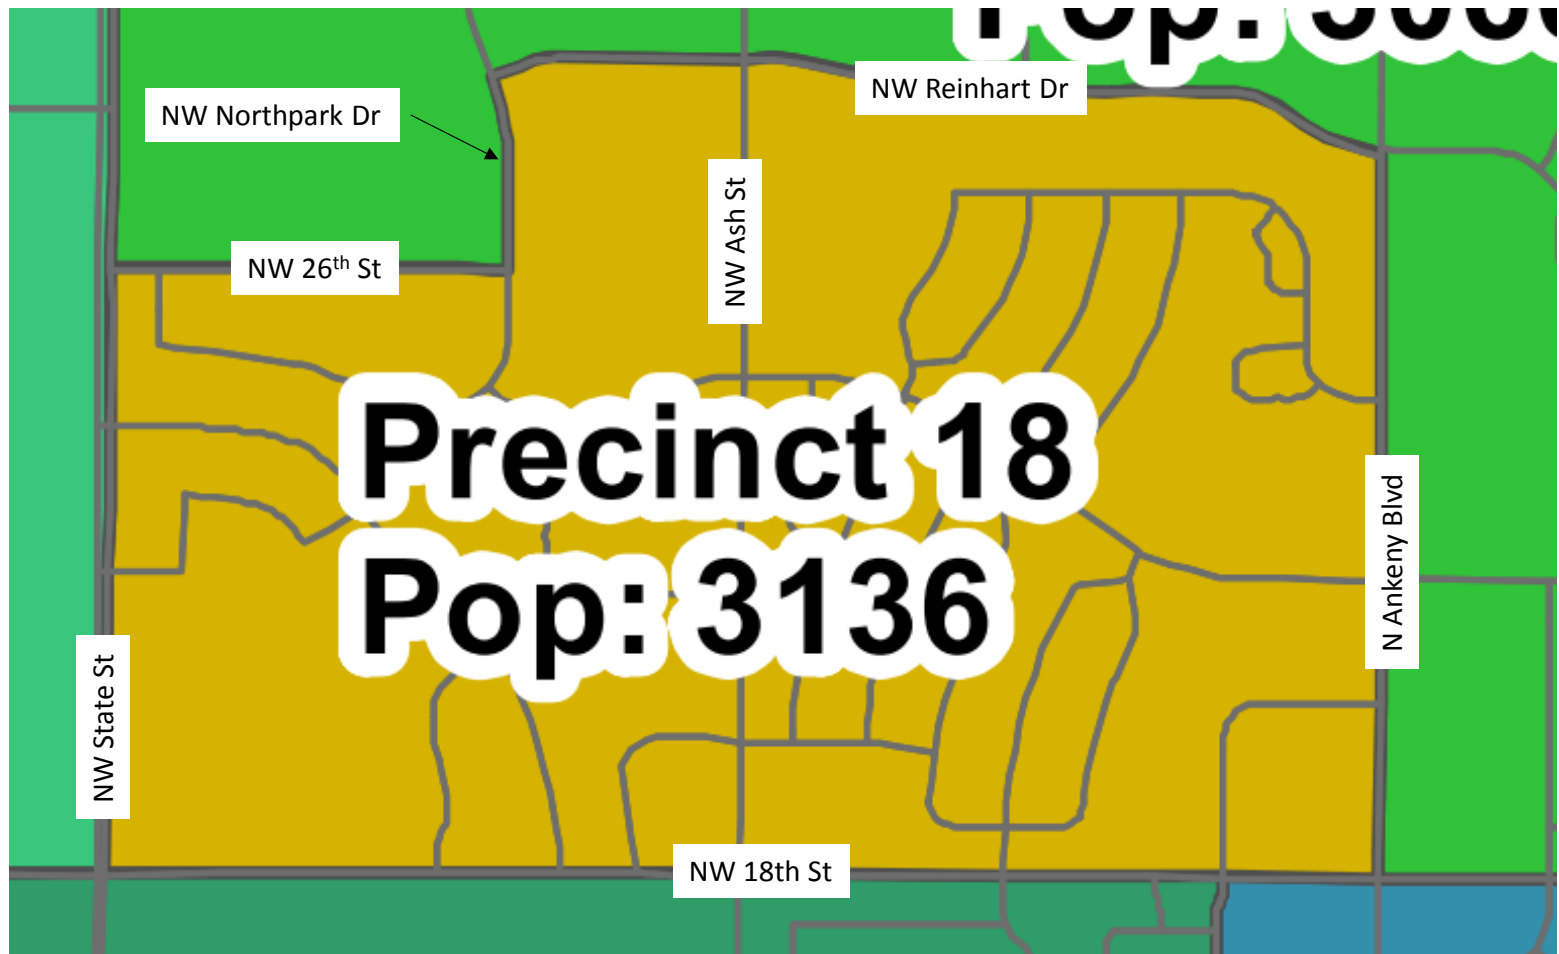 Pop:
NW Reinhart Dr
NW Northpark Dr
NW Ash St
NW 26th St
Precinct 18
Pop: 3136
N Ankeny Blvd
NW State St
NW 18th St